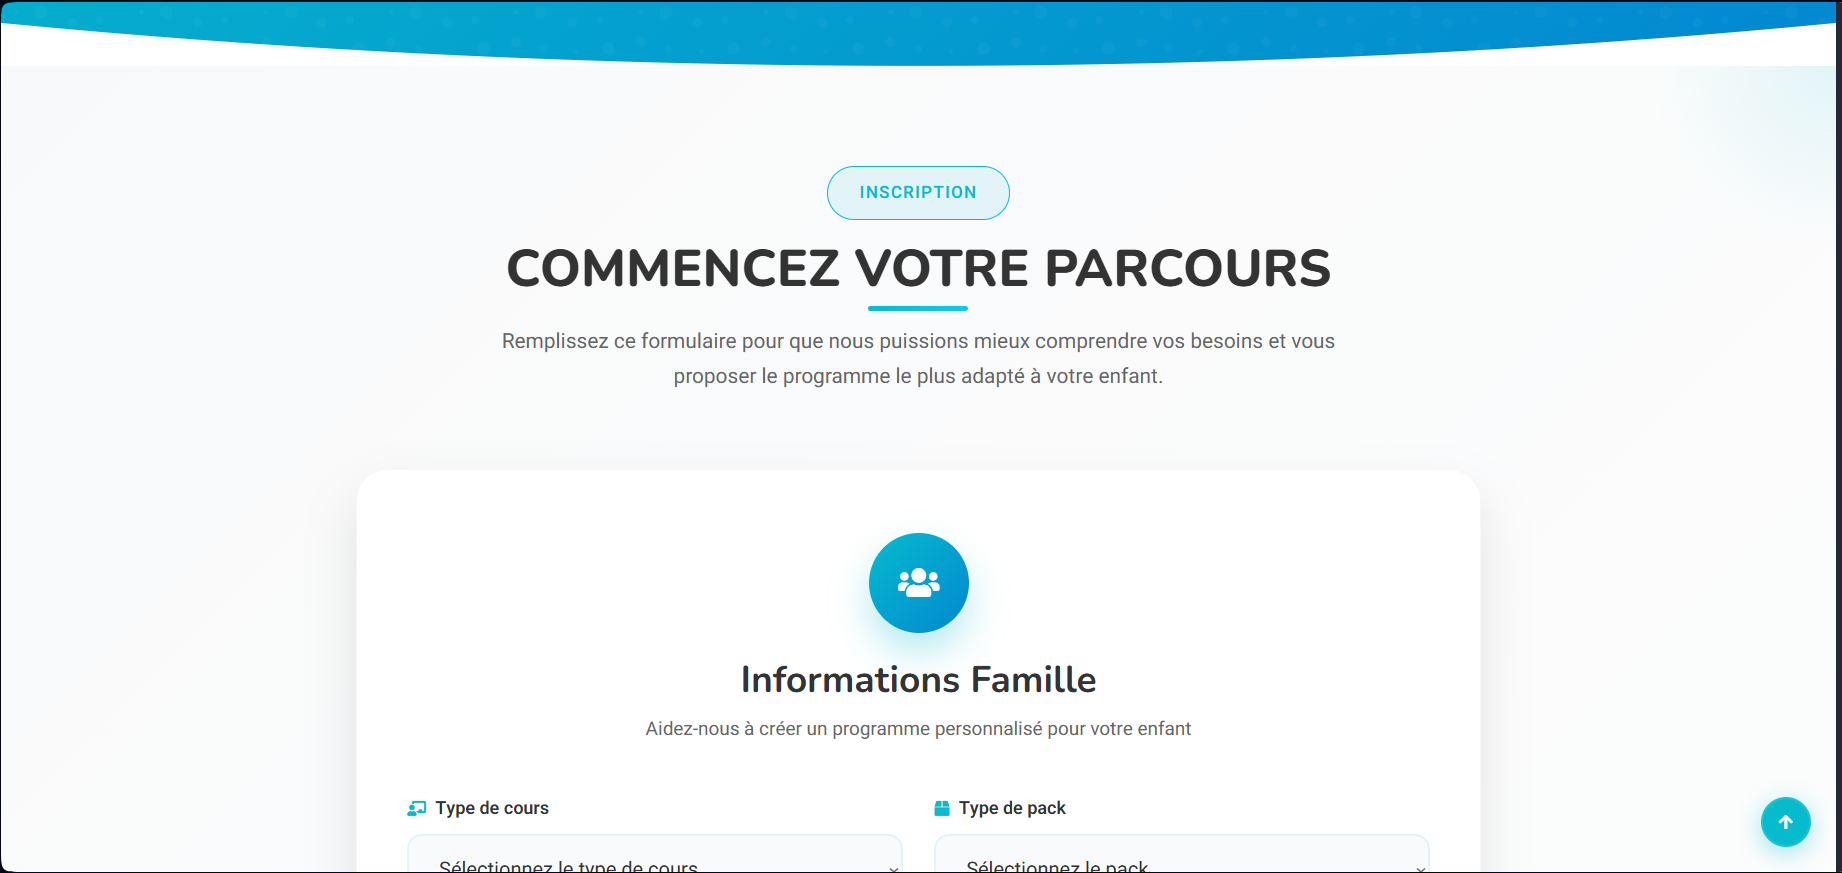 INSCRIPTION
COMMENCEZ VOTRE PARCOURS
Remplissez ce formulaire pour que nous puissions mieux comprendre vos besoins et vous
proposer le programme le plus adapté à votre enfant.
Informations Famille
Aidez-nous à créer un programme personnalisé pour votre enfant
Type de cours
Sélectionnez le type de cours
Type de pack
Sélectionnez le pack